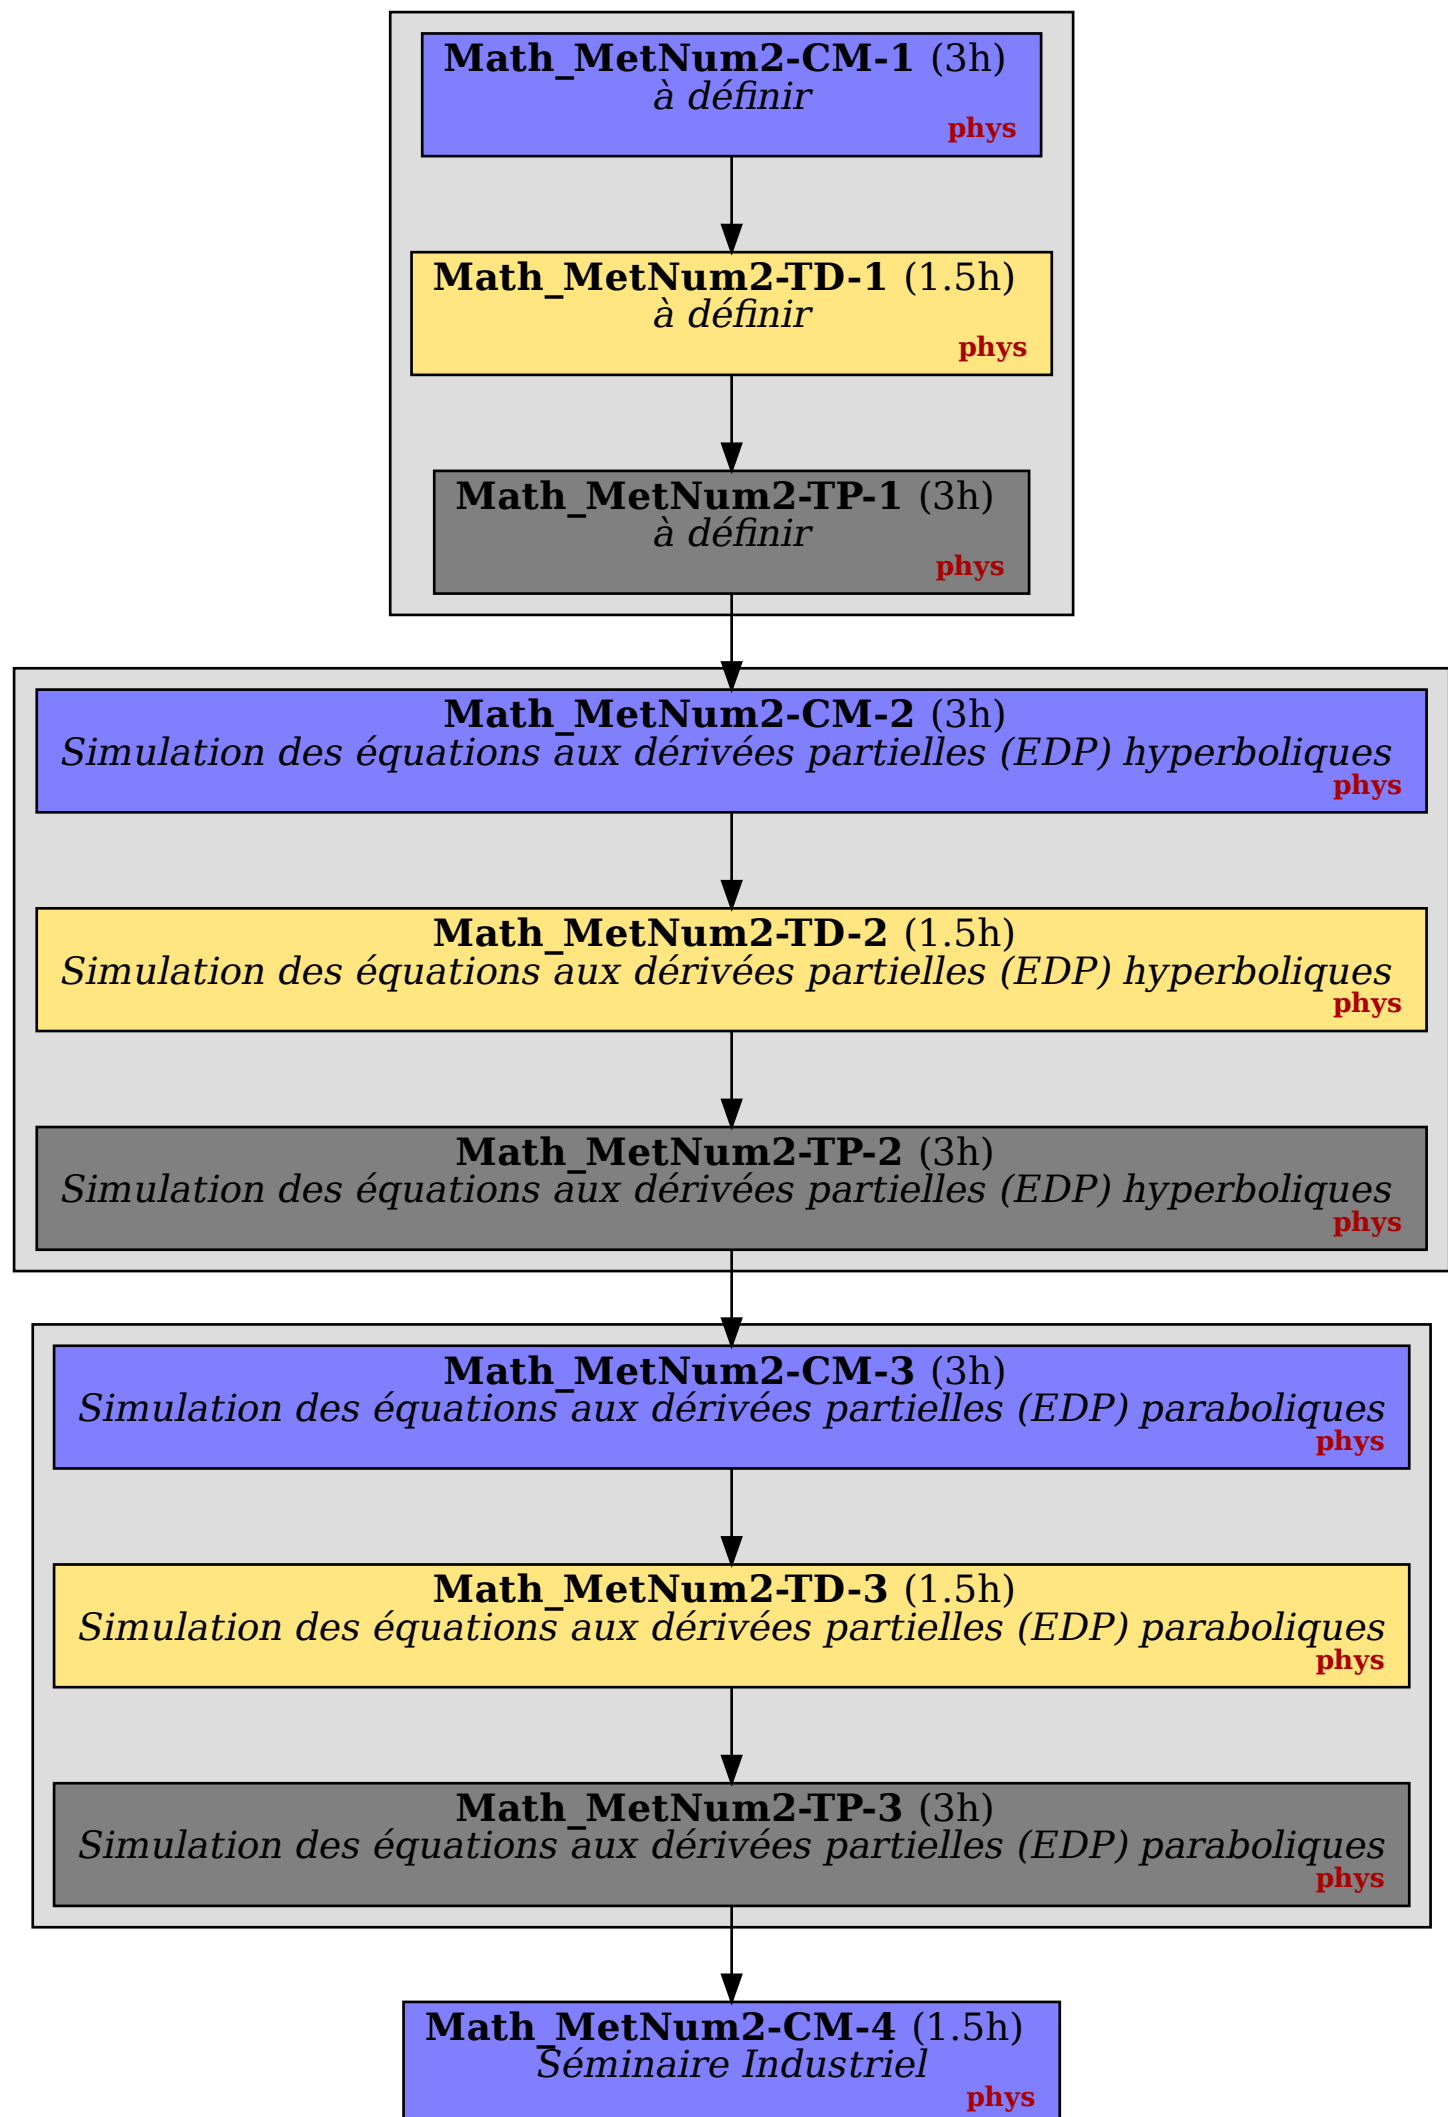 Math_MetNum2-CM-1 (3h)
à définir
phys
Math_MetNum2-TD-1 (1.5h)
à définir
phys
Math_MetNum2-TP-1 (3h)
à définir
phys
Math_MetNum2-CM-2 (3h)
Simulation des équations aux dérivées partielles (EDP) hyperboliques
phys
Math_MetNum2-TD-2 (1.5h)
Simulation des équations aux dérivées partielles (EDP) hyperboliques
phys
Math_MetNum2-TP-2 (3h)
Simulation des équations aux dérivées partielles (EDP) hyperboliques
phys
Math_MetNum2-CM-3 (3h)
Simulation des équations aux dérivées partielles (EDP) paraboliques
phys
Math_MetNum2-TD-3 (1.5h)
Simulation des équations aux dérivées partielles (EDP) paraboliques
phys
Math_MetNum2-TP-3 (3h)
Simulation des équations aux dérivées partielles (EDP) paraboliques
phys
Math_MetNum2-CM-4 (1.5h)
Séminaire Industriel
phys